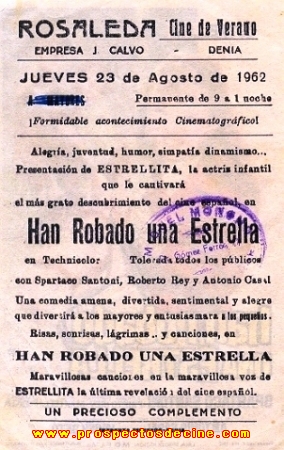 ROSALEDA Cine de Verano
EMPRESA J. CALVO - DENIA
JUEVES 23 de Agosto de 1962
Permanente de 9 a 1 noche
¡Formidable acontecimiento Cinematográfico!
Alegría, juventud, humor, simpatía dinamismo...
Presentación de ESTRELLITA, la actris infantil
que le cantivará
el más grato descubrimiento del cine español, en
Han Robado una Estrella
en Technicolor Tolerada todos los públicos
con Spartaco Santoni, Roberto Rey y Antonio Casal
Una comedia amena, divertida, sentimental y alegre
que divertirá a los mayores y entusiasmara a los pequeños.
Risas, sonrisas, lágrimas.. y canciones, en
HAN ROBADO UNA ESTRELLA
Maravillosas canciones en la maravillosa voz de
ESTRELLITA la última revelación del cine español.
UN PRECIOSO COMPLEMENTO
www.prospectosdecine.com